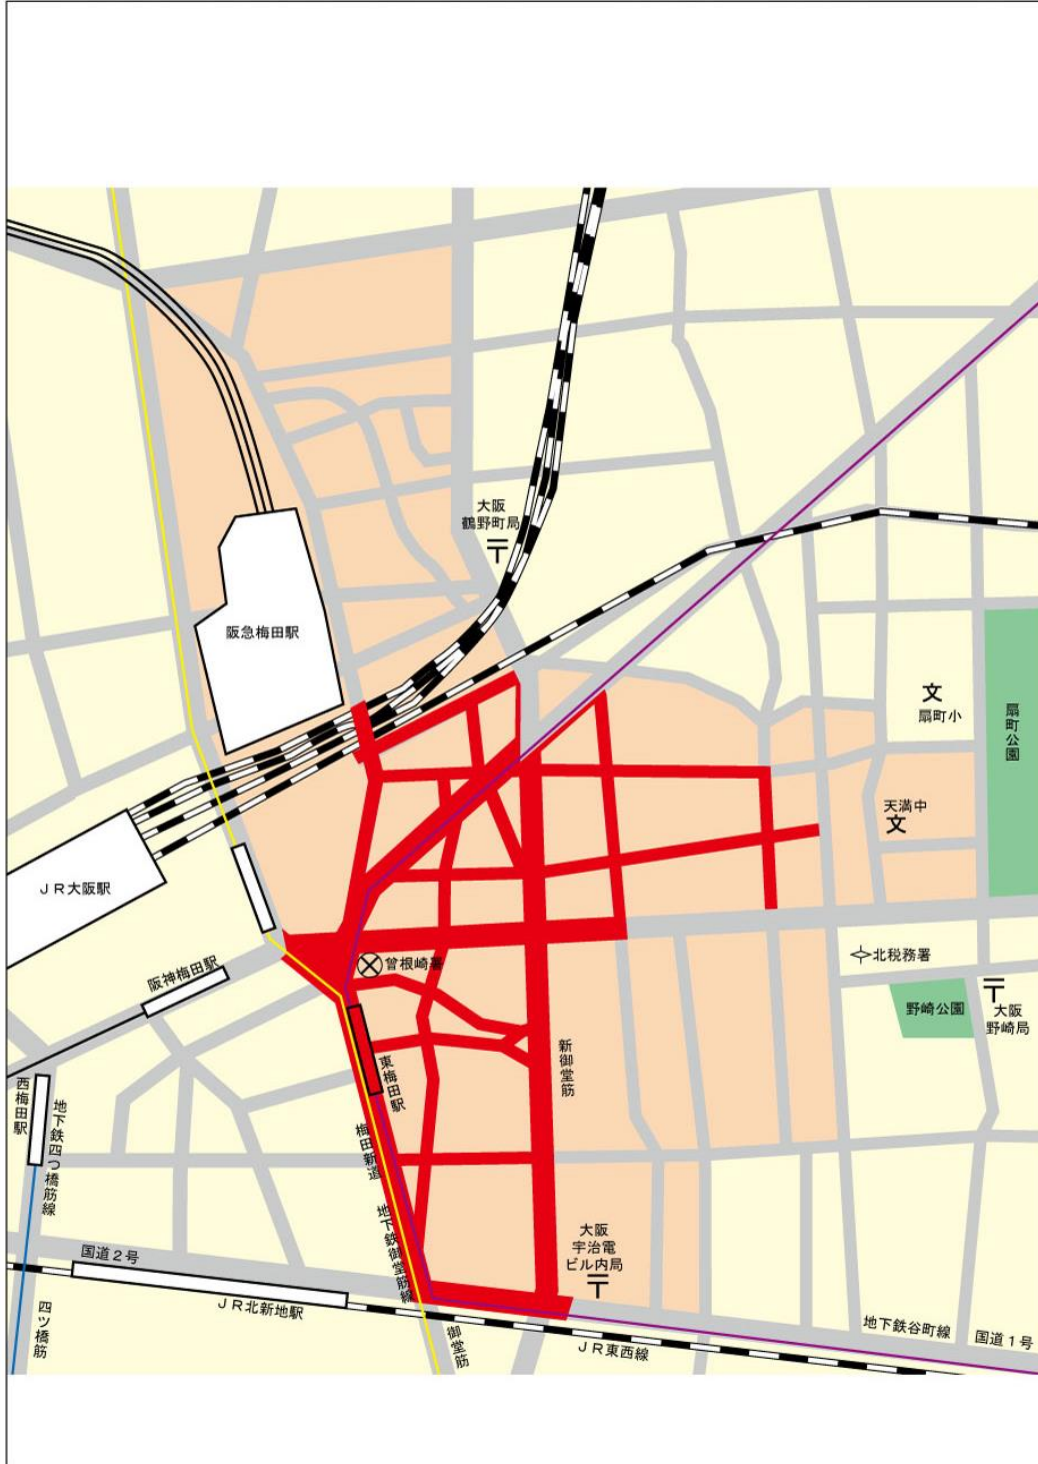 大阪
鶴野町局
阪急梅田駅
文
扇町小
扇町公園
天満中
文
JR大阪駅
阪神梅田駅
曾根崎署
北税務署
野崎公園
大阪
野崎局
新御堂筋
東梅田駅
西梅田駅
地下鉄四つ橋筋線
梅田新道
地下鉄御堂筋線
大阪
宇治電
ビル内局
国道2号
JR北新地駅
四ツ橋筋
御堂筋
JR東西線
地下鉄谷町線
国道1号